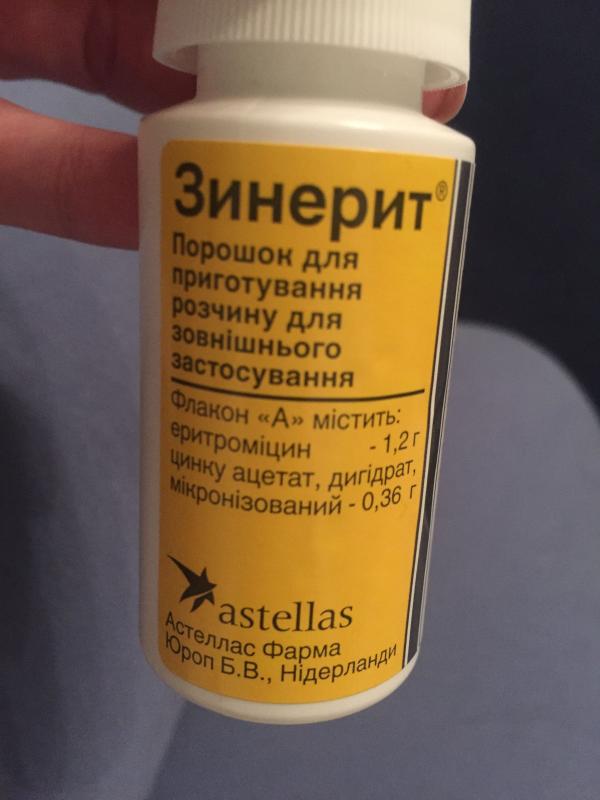 Зинерит®
Порошок для
приготування
розчину для
зовнішнього
застосування
Флакон «А» містить:
еритроміцин - 1,2 г
цинку ацетат, дигідрат,
мікронізований - 0,36 г
astellas
Астеллас Фарма
Юроп Б.В., Нідерланди